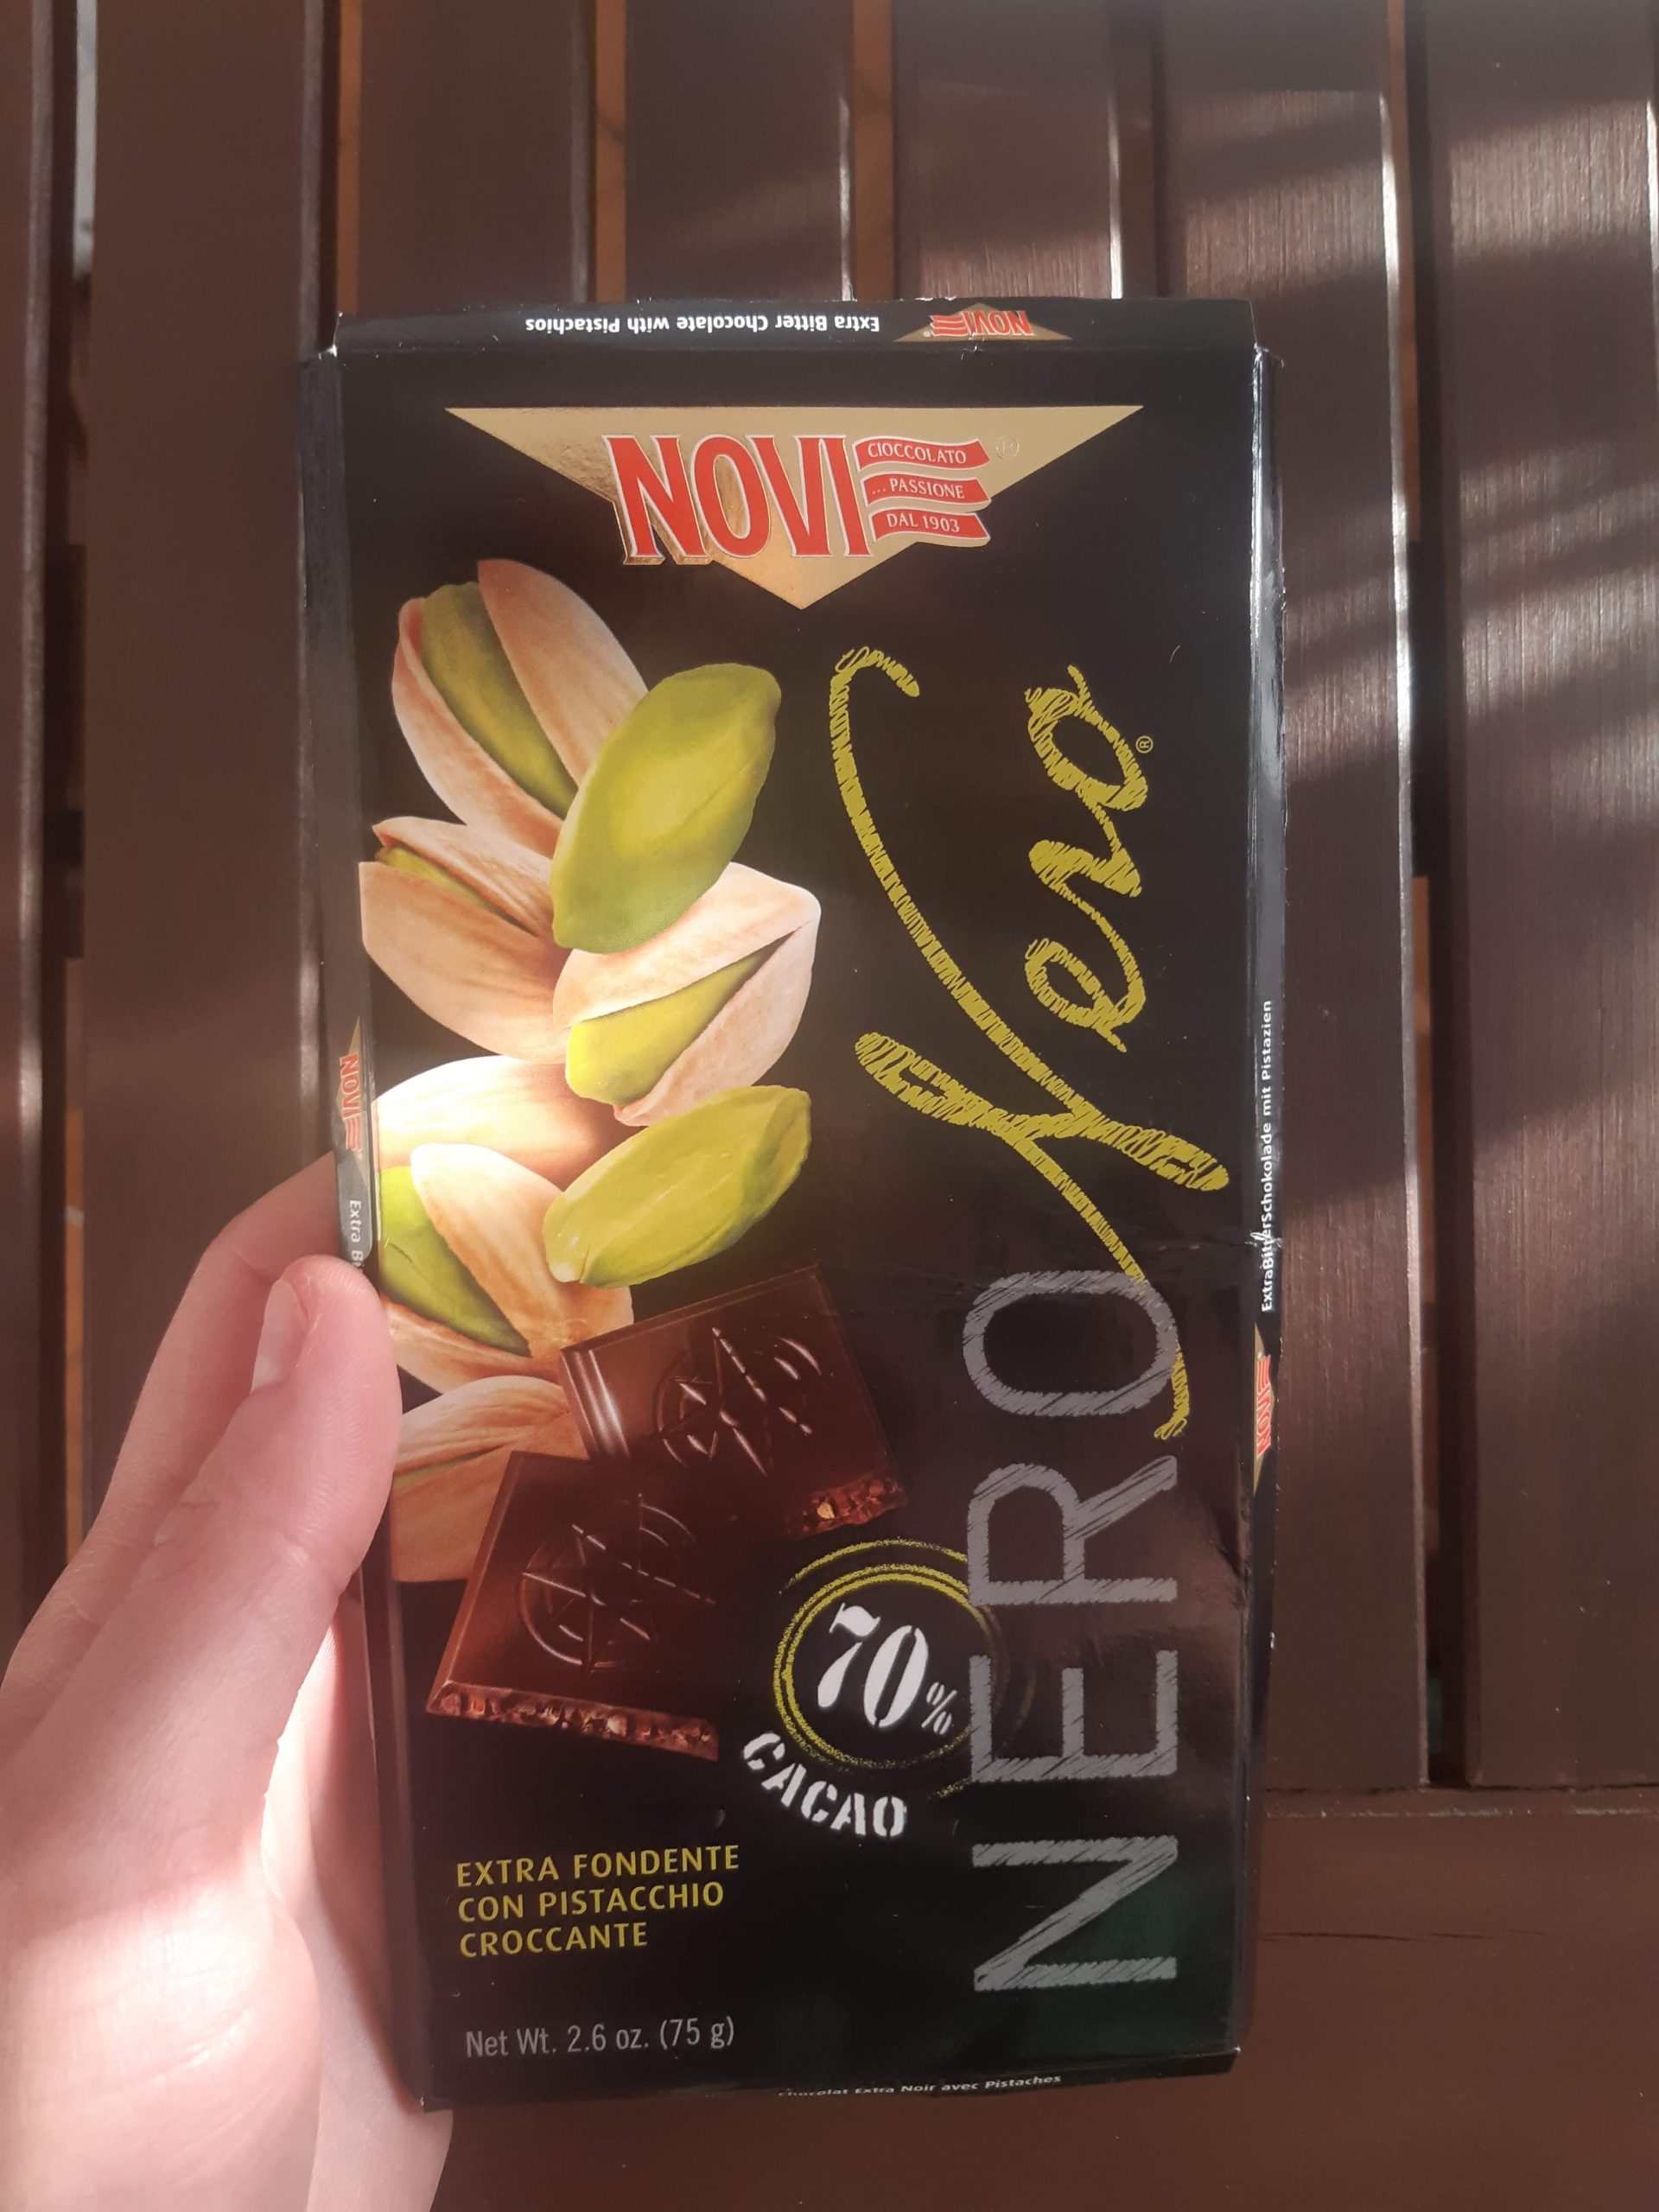 Extra Bitter Chocolate with Pistachios
NOVI
NOVI
CIOCCOLATO
... PASSIONE
DAL 1903
Nero
®
NERO
NOVI
Extra B
ExtraBitterSchokolade mit Pistazien
NOVI
70%
CACAO
EXTRA FONDENTE
CON PISTACCHIO
CROCCANTE
Net Wt. 2.6 oz. (75 g)
Chocolat Extra Noir avec Pistaches